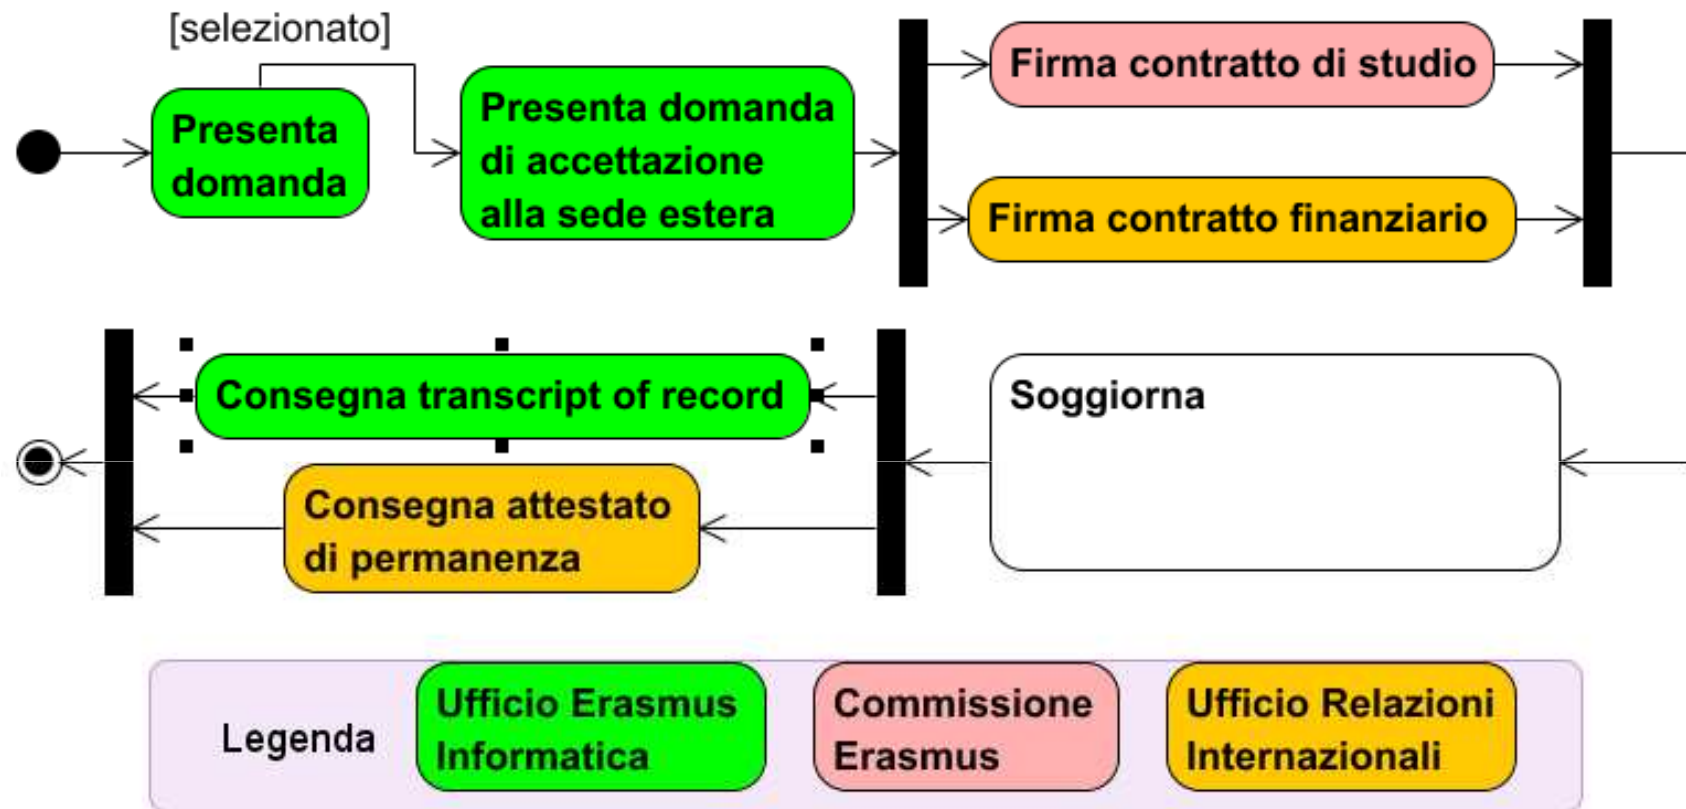 [selezionato]
Presenta
domanda
Presenta domanda
di accettazione
alla sede estera
Firma contratto di studio
Firma contratto finanziario
Consegna transcript of record
Consegna attestato
di permanenza
Soggiorna
Legenda
Ufficio Erasmus
Informatica
Commissione
Erasmus
Ufficio Relazioni
Internazionali